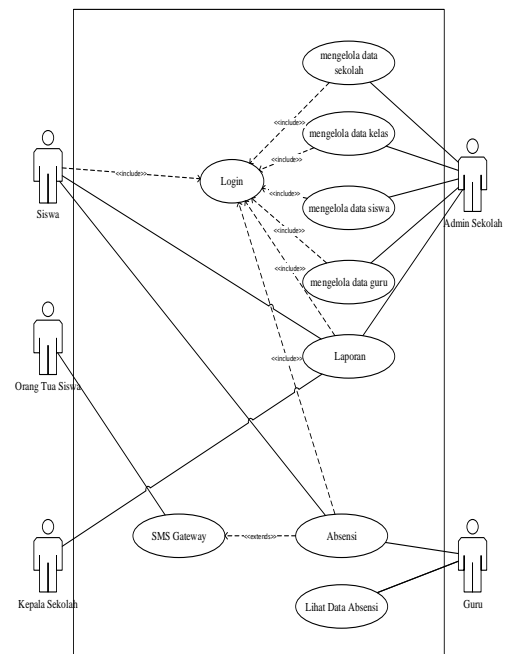 mengelola data
sekolah
<<include>>
mengelola data kelas
<<include>>
<<include>>
Login
Siswa
<<include>>
mengelola data siswa
Admin Sekolah
<<include>>
mengelola data guru
<<include>>
Laporan
Orang Tua Siswa
SMS Gateway
<<extends>>
Absensi
Kepala Sekolah
Lihat Data Absensi
Guru